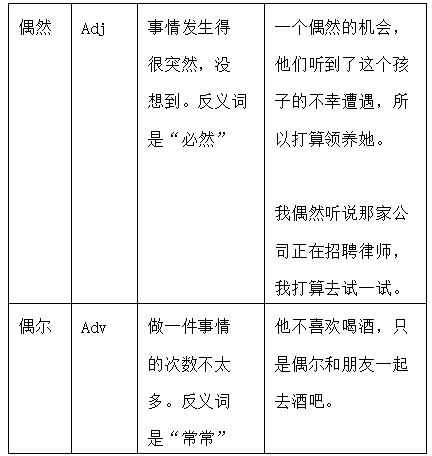 偶然
Adj
事情发生得
很突然，没
想到。反义词
是“必然”
一个偶然的机会，
他们听到了这个孩
子的不幸遭遇，所
以打算领养她。
我偶然听说那家公
司正在招聘律师，
我打算去试一试。
偶尔
Adv
做一件事情
的次数不太
多。反义词
是“常常”
他不喜欢喝酒，只
是偶尔和朋友一起
去酒吧。